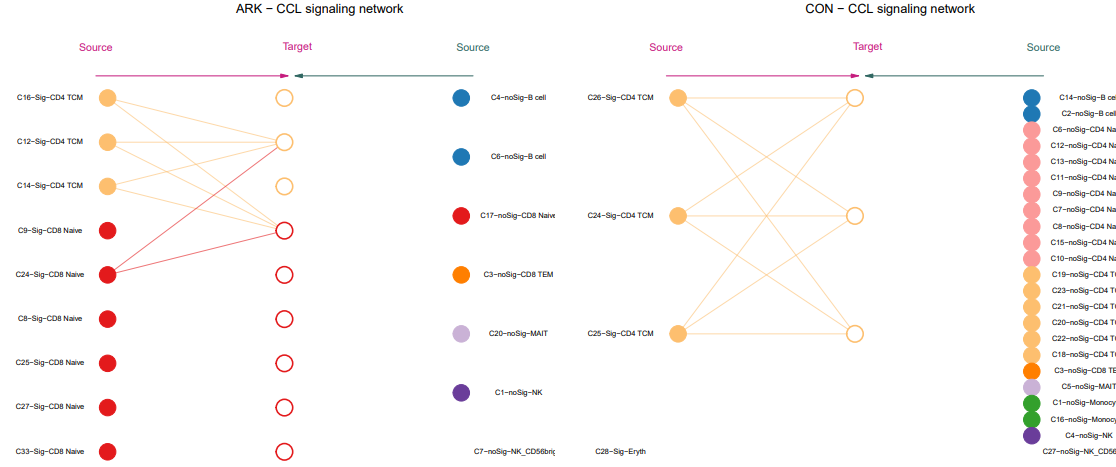 ARK − CCL signaling network
Source
Target
Source
C16−Sig−CD4 TCM
C12−Sig−CD4 TCM
C14−Sig−CD4 TCM
C9−Sig−CD8 Naive
C24−Sig−CD8 Naive
C8−Sig−CD8 Naive
C25−Sig−CD8 Naive
C27−Sig−CD8 Naive
C33−Sig−CD8 Naive
C4−noSig−B cell
C6−noSig−B cell
C17−noSig−CD8 Naive
C3−noSig−CD8 TEM
C20−noSig−MAIT
C1−noSig−NK
C7−noSig−NK_CD56brig
CON − CCL signaling network
Source
Target
Source
C26−Sig−CD4 TCM
C24−Sig−CD4 TCM
C25−Sig−CD4 TCM
C28−Sig−Eryth
C14−noSig−B cel
C2−noSig−B cell
C6−noSig−CD4 Na
C12−noSig−CD4 Na
C13−noSig−CD4 Na
C11−noSig−CD4 Na
C9−noSig−CD4 Na
C7−noSig−CD4 Na
C8−noSig−CD4 Na
C15−noSig−CD4 Na
C10−noSig−CD4 Na
C19−noSig−CD4 T
C23−noSig−CD4 T
C21−noSig−CD4 T
C20−noSig−CD4 T
C22−noSig−CD4 T
C18−noSig−CD4 T
C3−noSig−CD8 TE
C5−noSig−MAIT
C1−noSig−Monocy
C16−noSig−Monoc
C4−noSig−NK
C27−noSig−NK_CD56